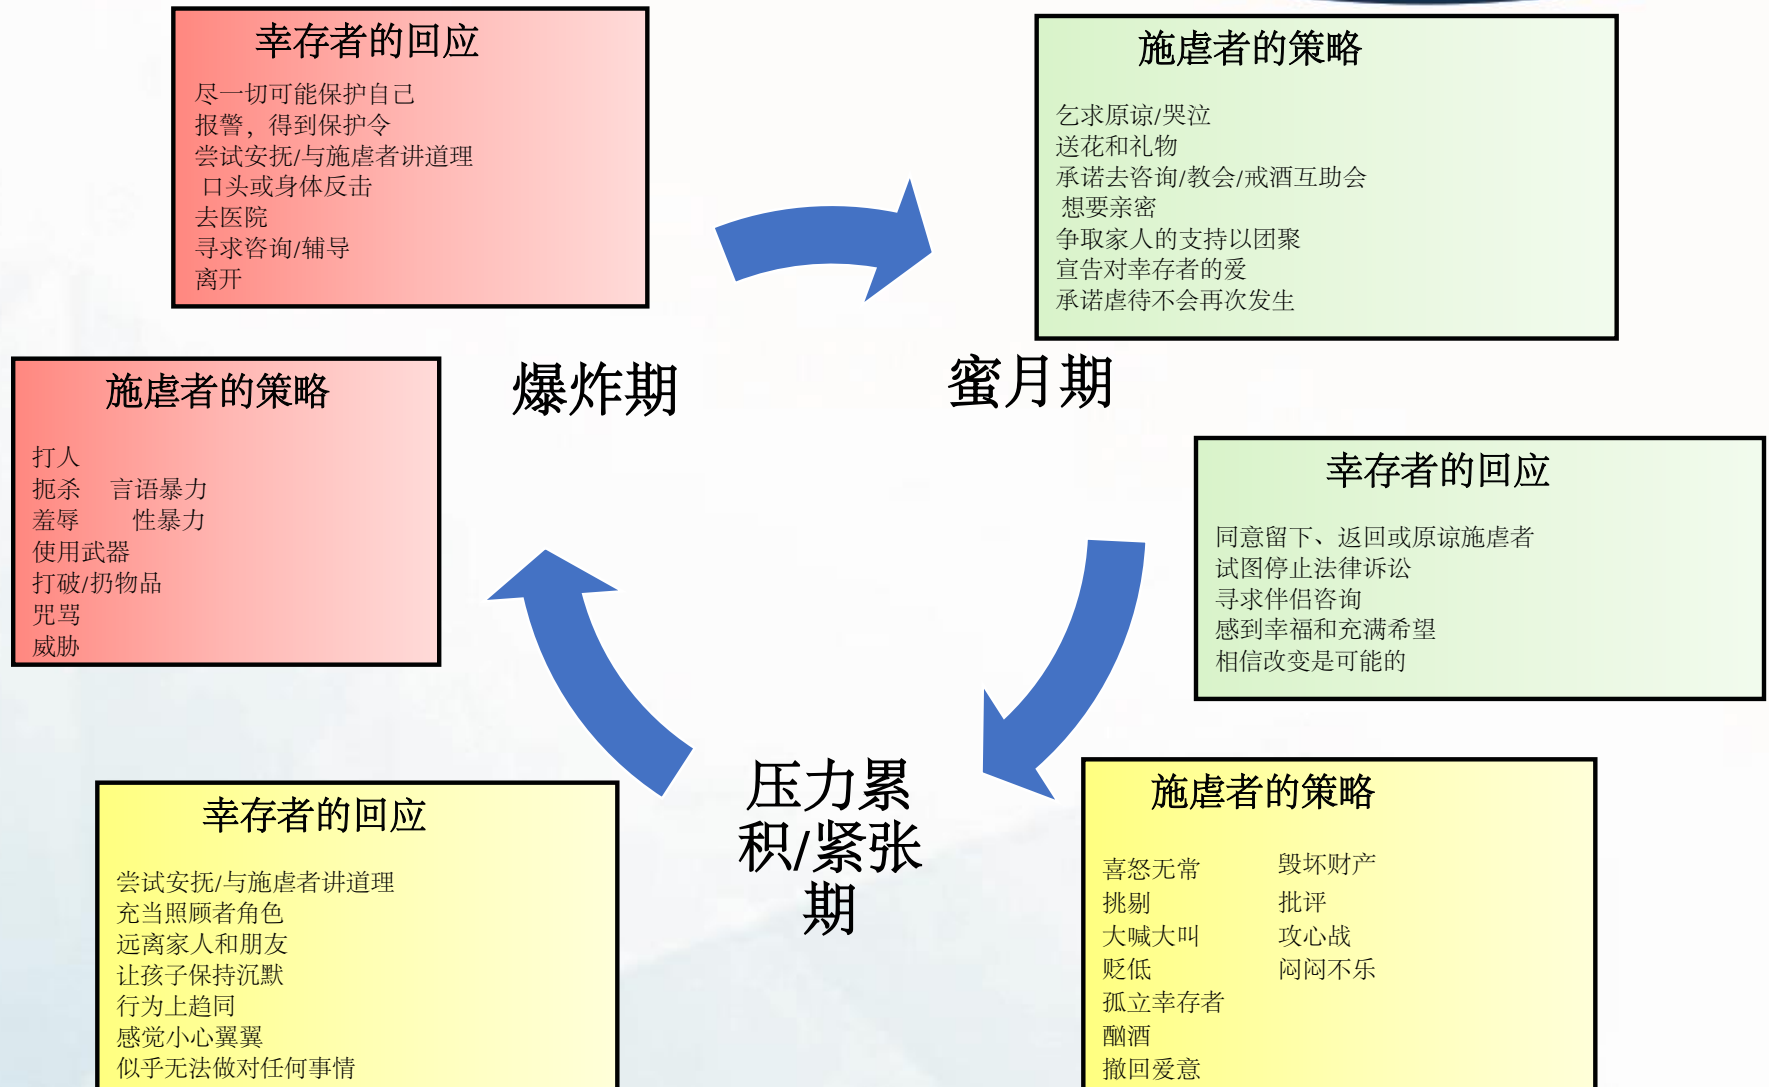 幸存者的回应
尽一切可能保护自己
报警，得到保护令
尝试安抚/与施虐者讲道理
口头或身体反击
去医院
寻求咨询/辅导
离开
施虐者的策略
乞求原谅/哭泣
送花和礼物
承诺去咨询/教会/戒酒互助会
想要亲密
争取家人的支持以团聚
宣告对幸存者的爱
承诺虐待不会再次发生
爆炸期
蜜月期
施虐者的策略
打人
扼杀 言语暴力
羞辱 性暴力
使用武器
打破/扔物品
咒骂
威胁
幸存者的回应
同意留下、返回或原谅施虐者
试图停止法律诉讼
寻求伴侣咨询
感到幸福和充满希望
相信改变是可能的
压力累
积/紧张
期
幸存者的回应
尝试安抚/与施虐者讲道理
充当照顾者角色
远离家人和朋友
让孩子保持沉默
行为上趋同
感觉小心翼翼
似乎无法做对任何事情
施虐者的策略
喜怒无常 毁坏财产
挑剔 批评
大喊大叫 攻心战
贬低 闷闷不乐
孤立幸存者
酗酒
撤回爱意